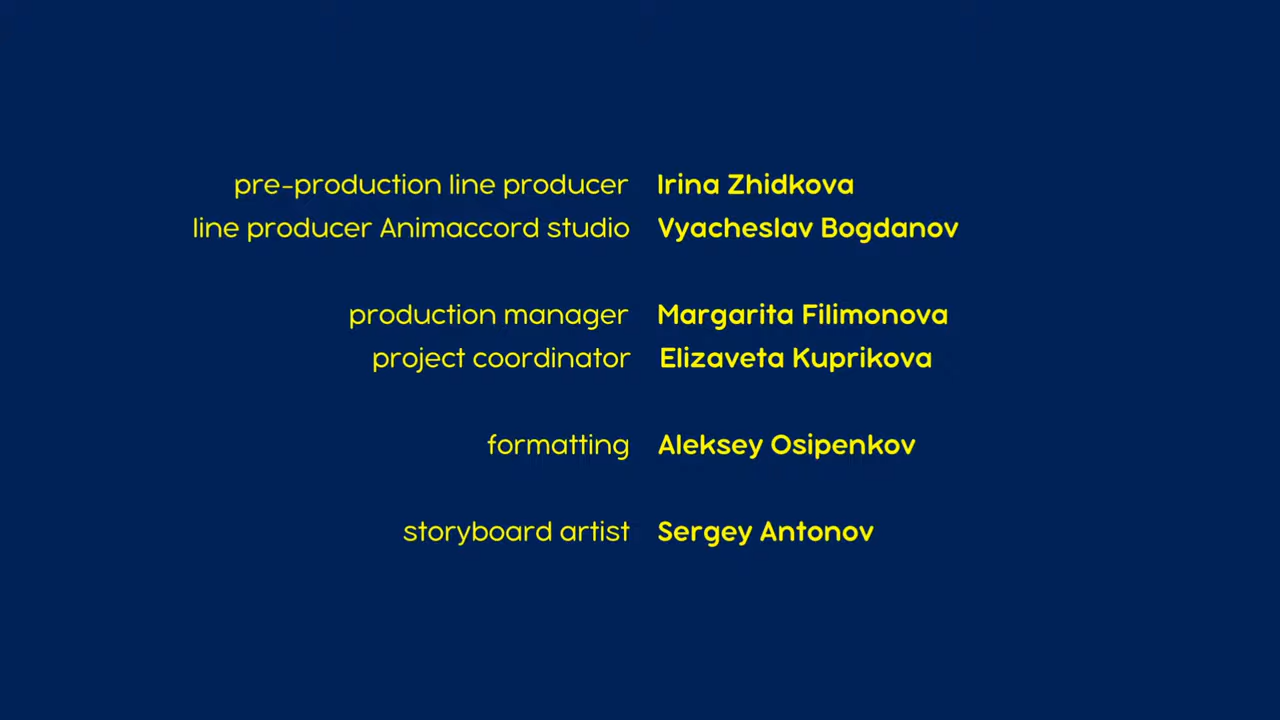 pre-production line producer Irina Zhidkova
line producer Animaccord studio Vyacheslav Bogdanov
production manager Margarita Filimonova
project coordinator Elizaveta Kuprikova
formatting Aleksey Osipenkov
storyboard artist Sergey Antonov